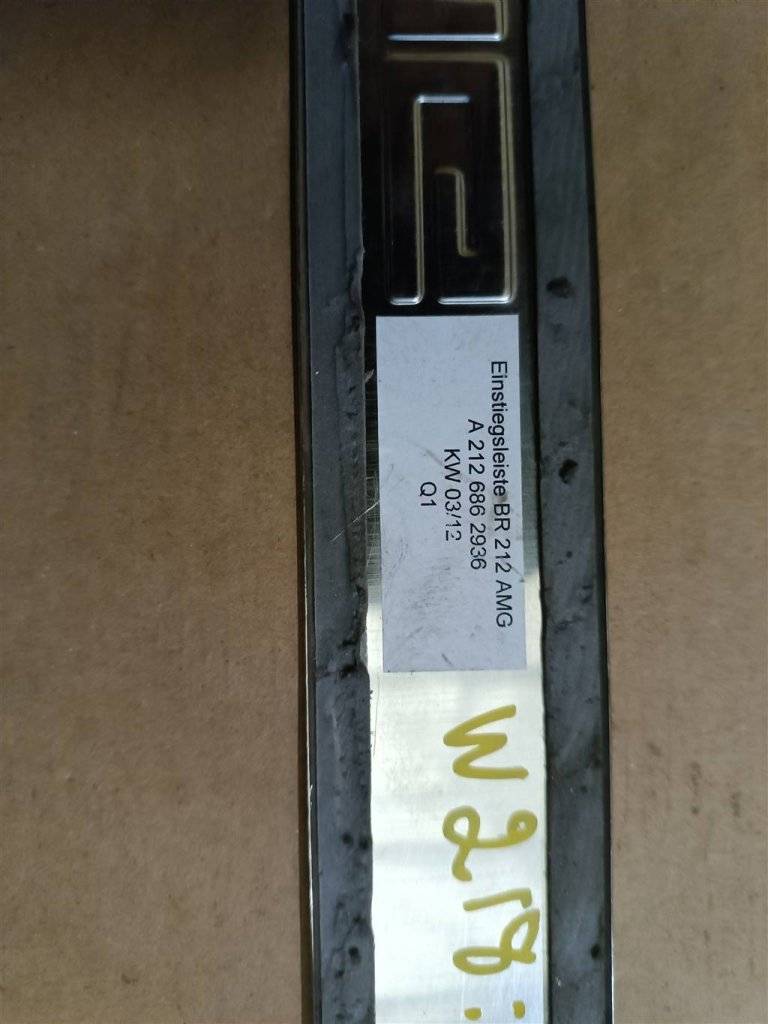 Einstiegsleiste BR 212 AMG
A 212 686 2936
KW 03/12
Q1
W218: